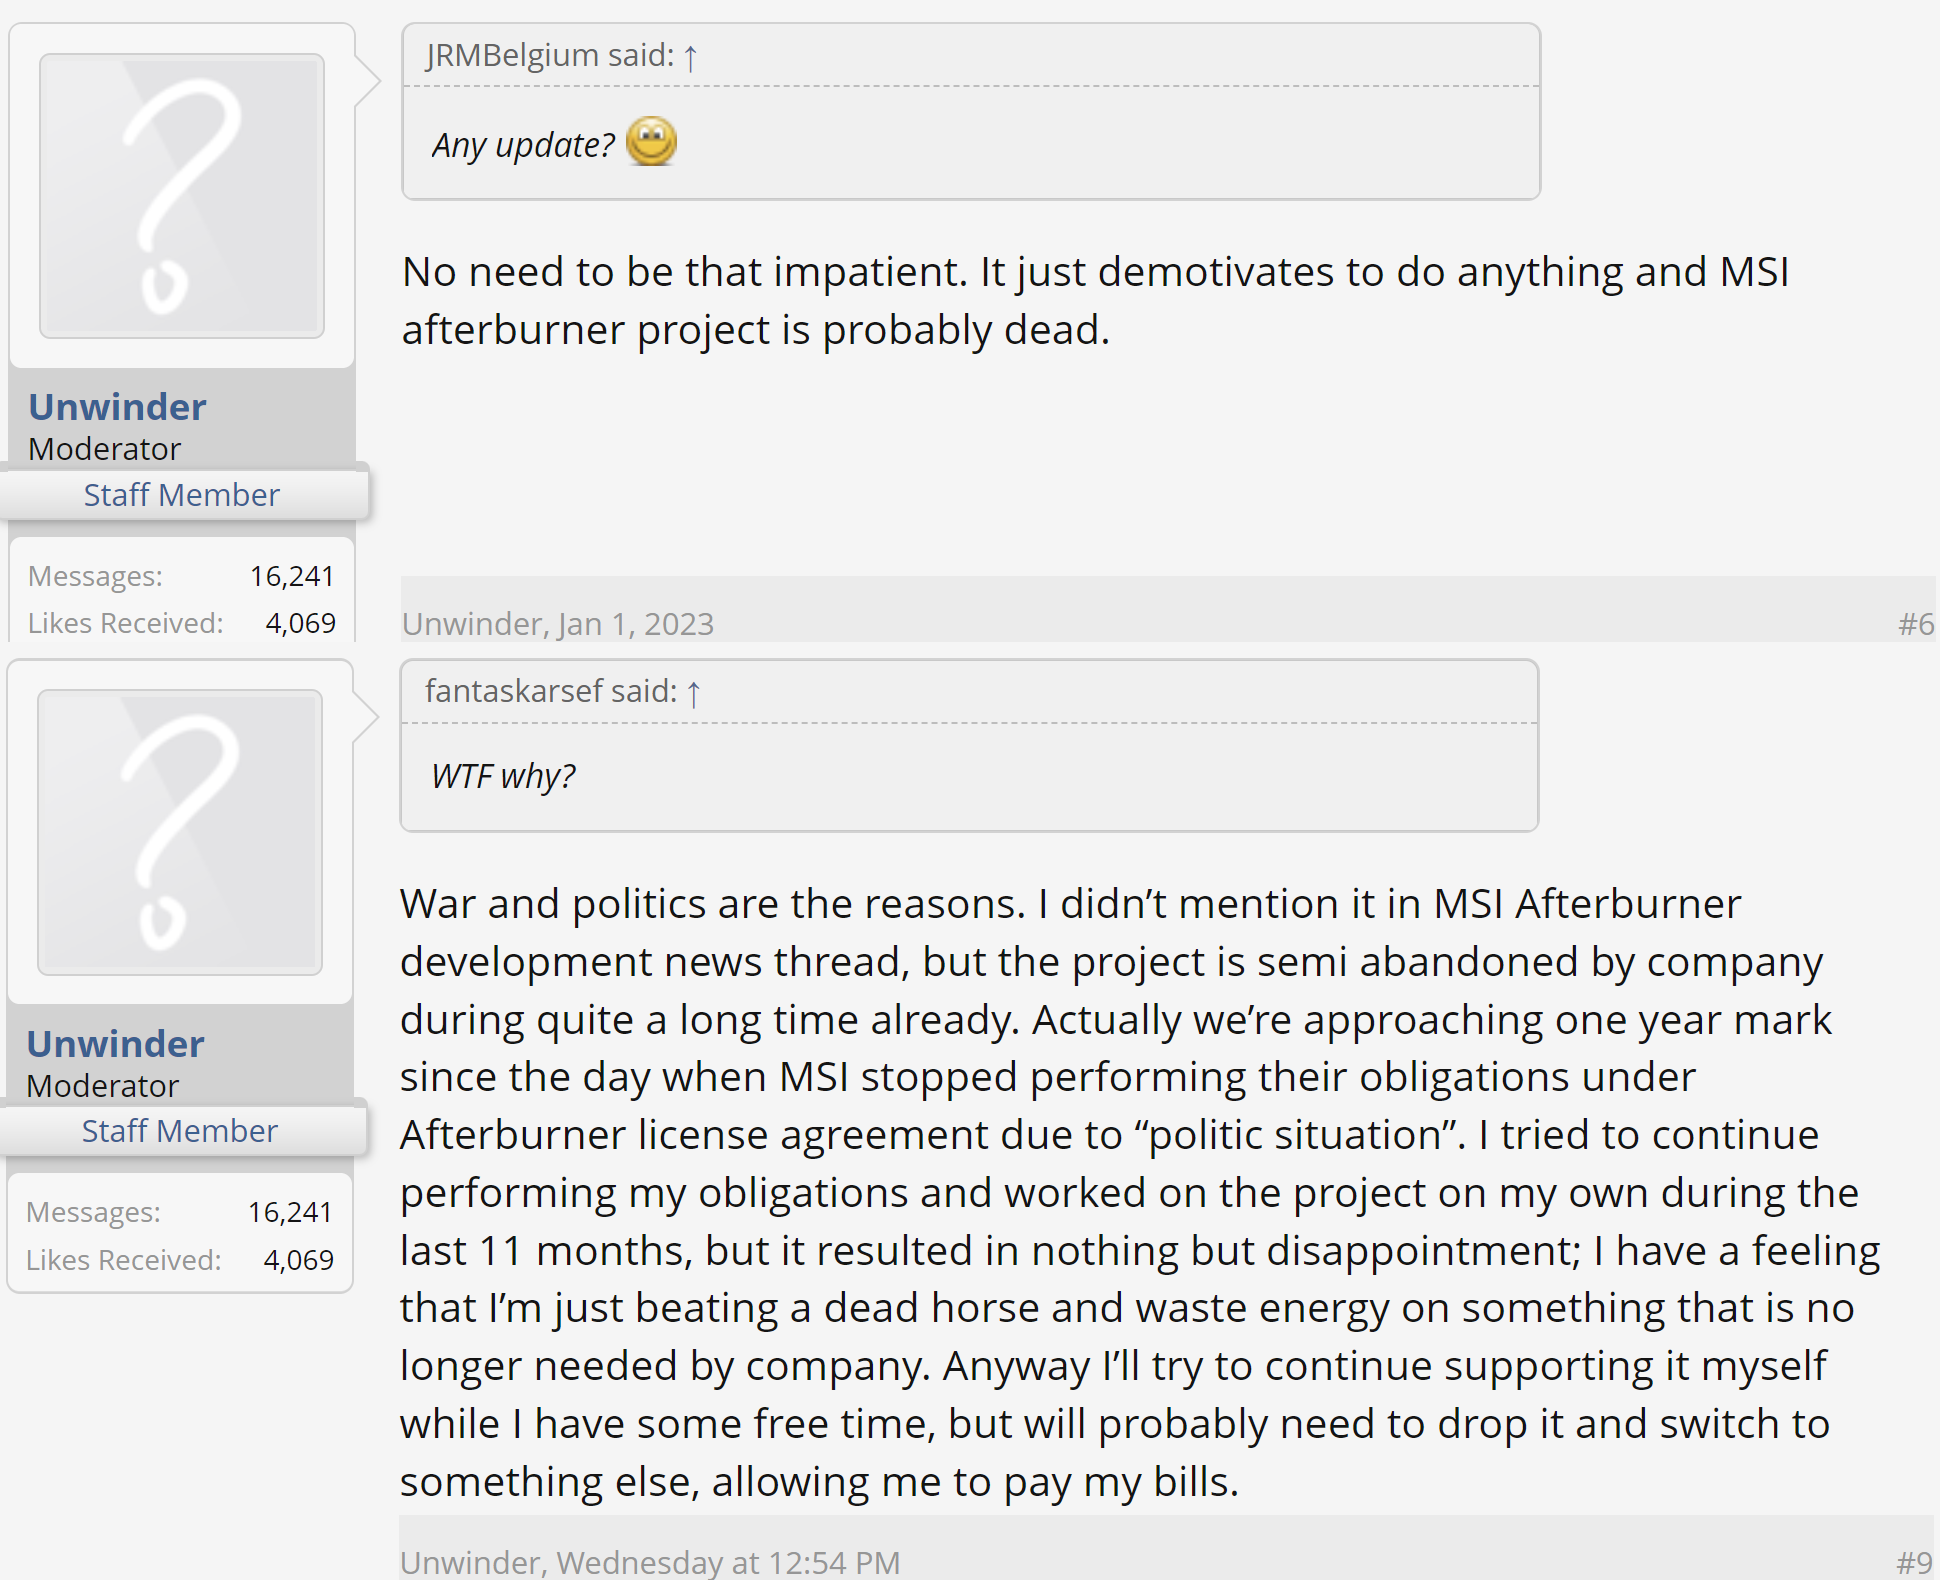 JRMBelgium said: ↑
Any update?
No need to be that impatient. It just demotivates to do anything and MSI
afterburner project is probably dead.
Unwinder
Moderator
Staff Member
Messages: 16,241
Likes Received: 4,069
Unwinder, Jan 1, 2023 #6
fantaskarsef said: ↑
WTF why?
War and politics are the reasons. I didn’t mention it in MSI Afterburner
development news thread, but the project is semi abandoned by company
during quite a long time already. Actually we’re approaching one year mark
since the day when MSI stopped performing their obligations under
Afterburner license agreement due to “politic situation”. I tried to continue
performing my obligations and worked on the project on my own during the
last 11 months, but it resulted in nothing but disappointment; I have a feeling
that I’m just beating a dead horse and waste energy on something that is no
longer needed by company. Anyway I’ll try to continue supporting it myself
while I have some free time, but will probably need to drop it and switch to
something else, allowing me to pay my bills.
Unwinder
Moderator
Staff Member
Messages: 16,241
Likes Received: 4,069
Unwinder, Wednesday at 12:54 PM #9